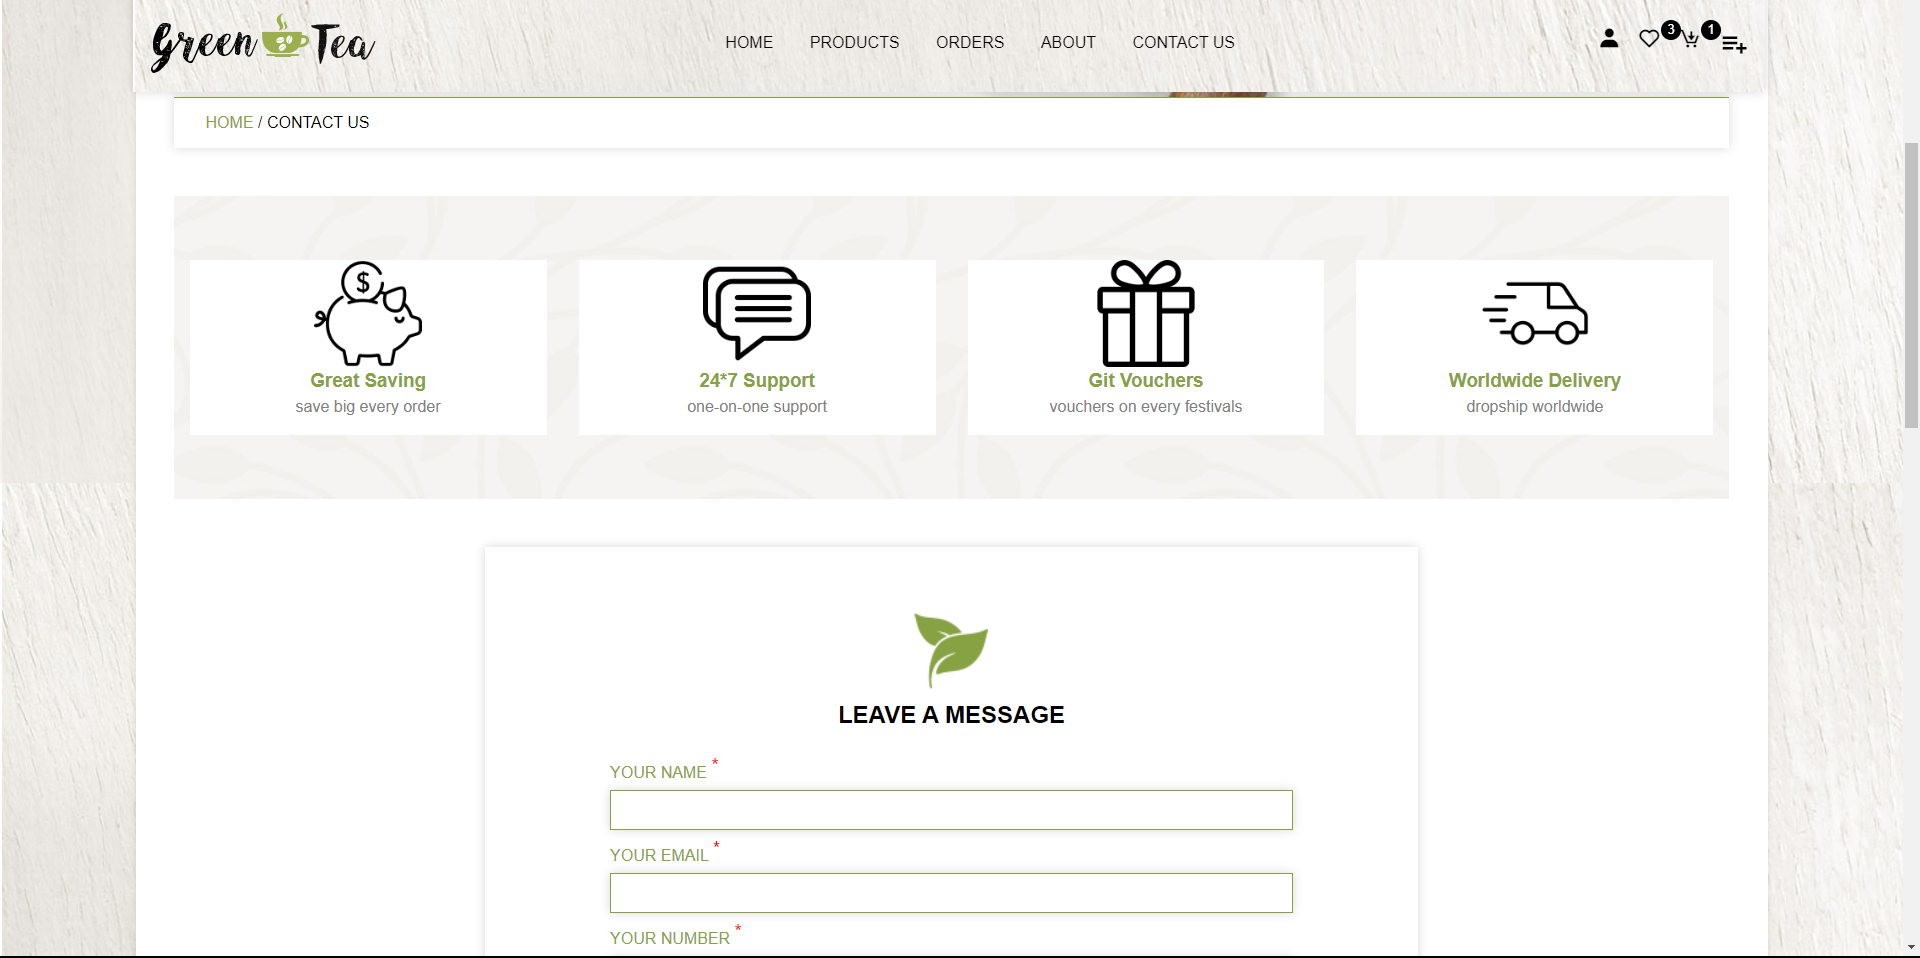 Green Tea
HOME PRODUCTS ORDERS ABOUT CONTACT US
3 1
HOME / CONTACT US
$
Great Saving
save big every order
24*7 Support
one-on-one support
Git Vouchers
vouchers on every festivals
Worldwide Delivery
dropship worldwide
LEAVE A MESSAGE
YOUR NAME *
YOUR EMAIL *
YOUR NUMBER *